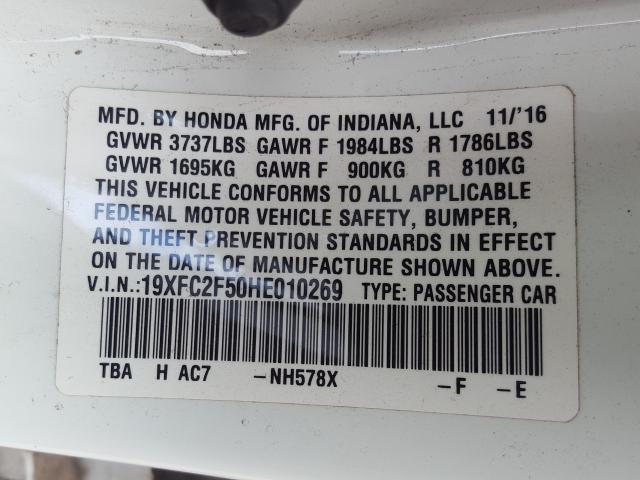 MFD. BY HONDA MFG. OF INDIANA, LLC 11/'16
GVWR 3737LBS GAWR F 1984LBS R 1786LBS
GVWR 1695KG GAWR F 900KG R 810KG
THIS VEHICLE CONFORMS TO ALL APPLICABLE
FEDERAL MOTOR VEHICLE SAFETY, BUMPER,
AND THEFT PREVENTION STANDARDS IN EFFECT
ON THE DATE OF MANUFACTURE SHOWN ABOVE.
V.I.N.:19XFC2F50HE010269 TYPE: PASSENGER CAR
TBA H AC7 -NH578X -F -E